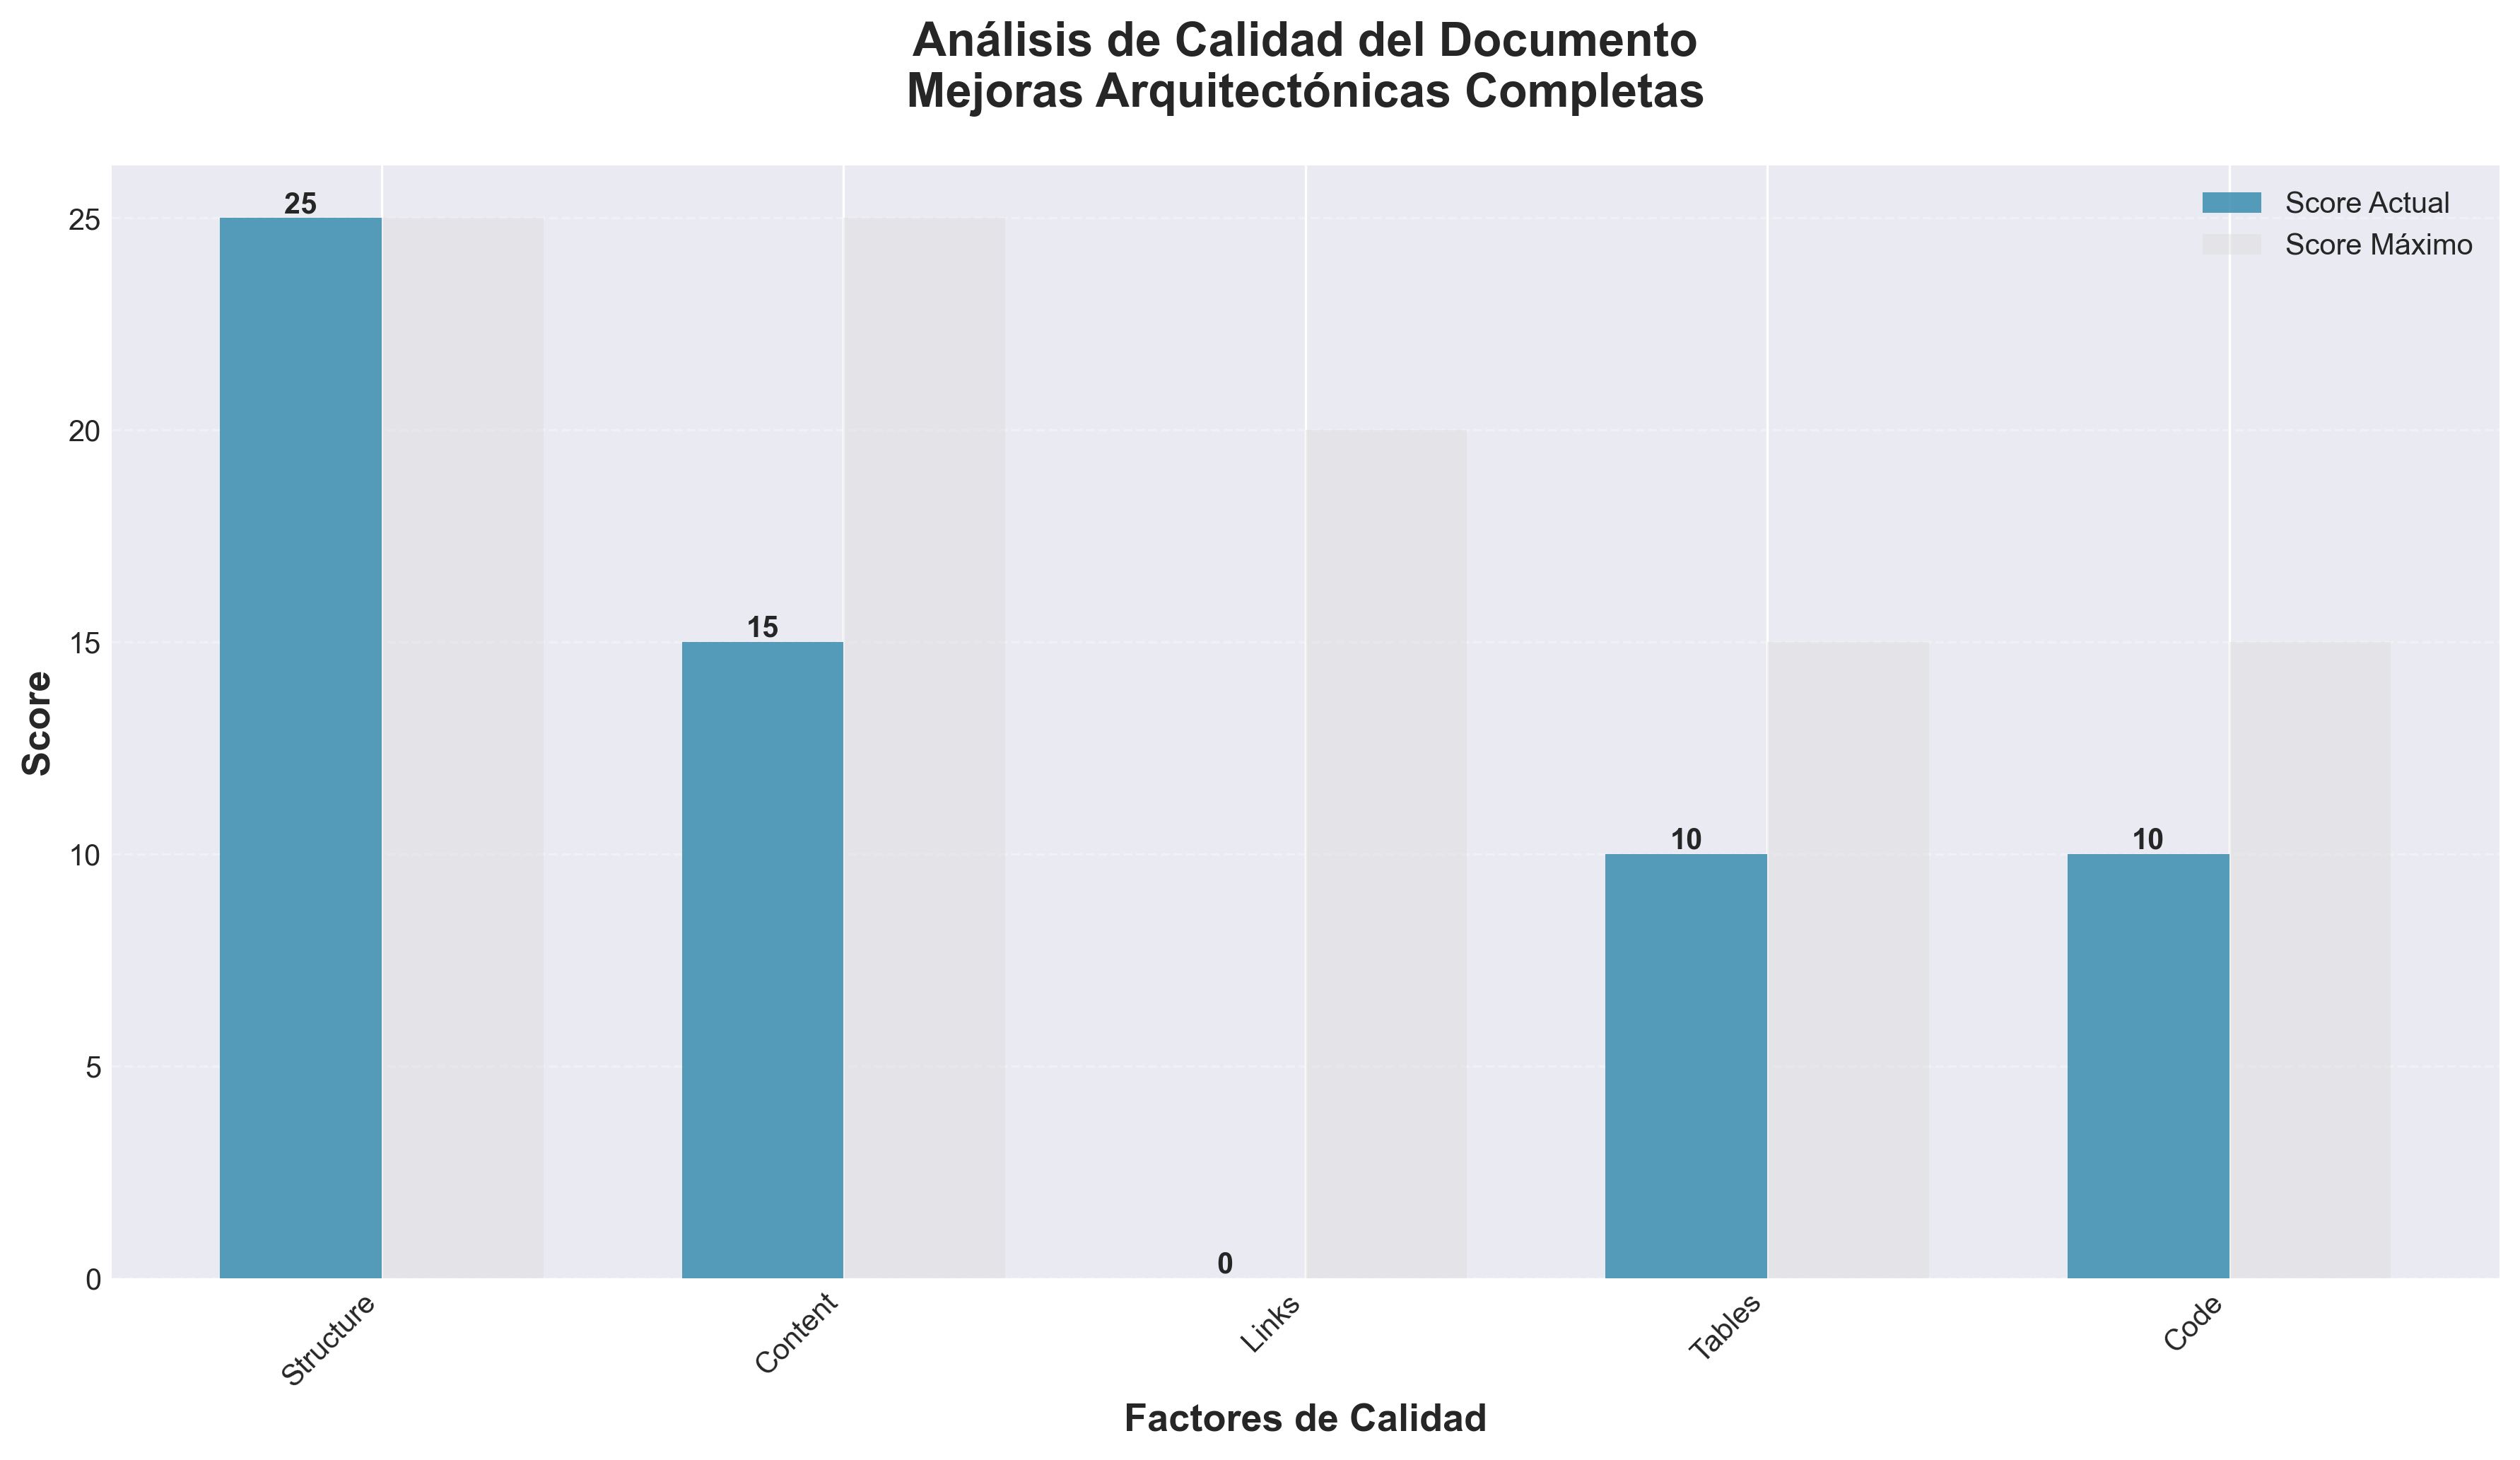 Análisis de Calidad del Documento
Mejoras Arquitectónicas Completas
Score Actual
Score Máximo
25
20
15
10
5
0
Score
25
15
0
10
10
Structure
Content
Links
Tables
Code
Factores de Calidad